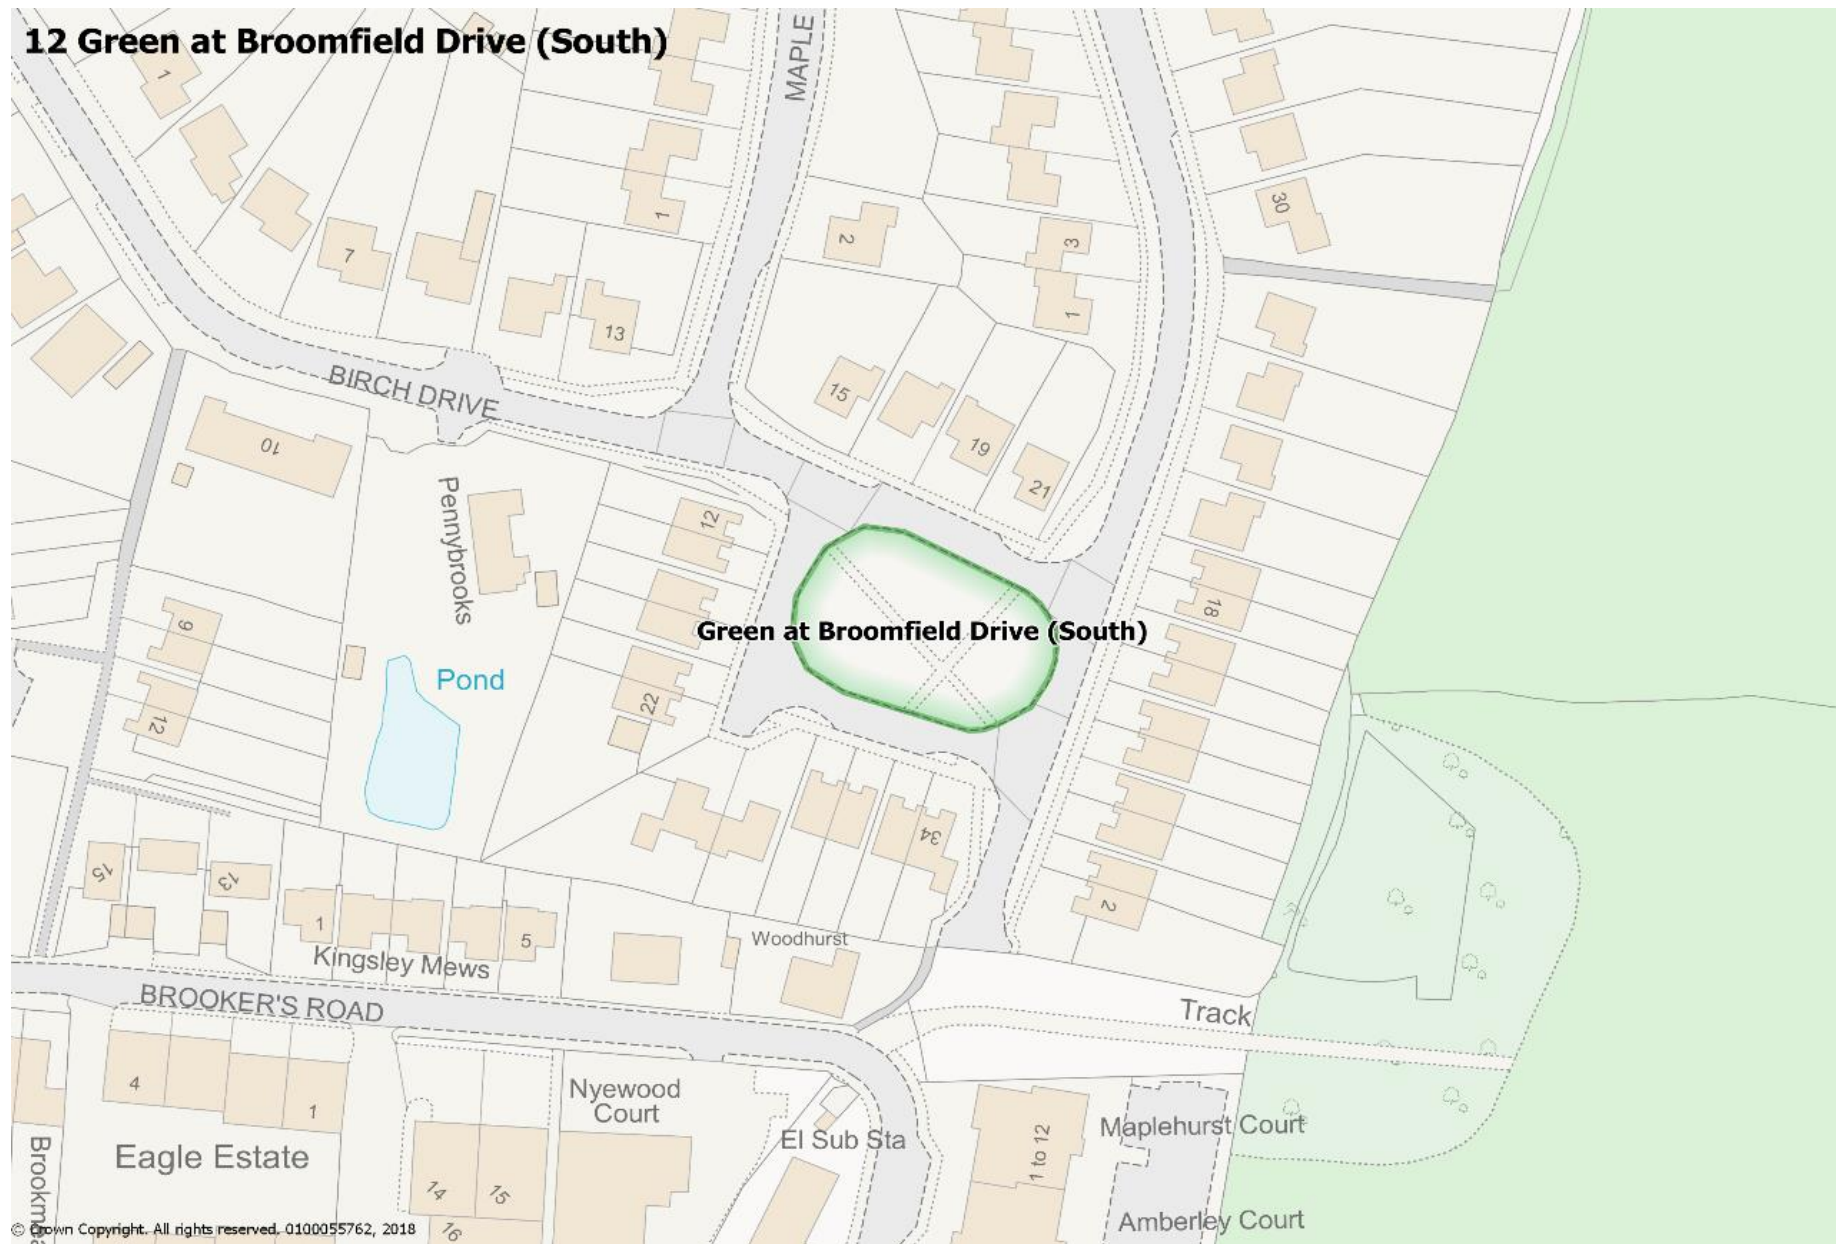 12 Green at Broomfield Drive (South)
MAPLE
1
1
30
2
3
7
1
13
BIRCH DRIVE
15
10
19
21
Pennybrooks
12
18
9
Green at Broomfield Drive (South)
Pond
22
12
34
15
13
2
1
5
Woodhurst
Kingsley Mews
BROOKER'S ROAD
Track
4
1
Nyewood
Court
Maplehurst Court
El Sub Sta
1 to 12
Eagle Estate
14
15
16
Amberley Court
© Crown Copyright. All rights reserved. 0100055762, 2018